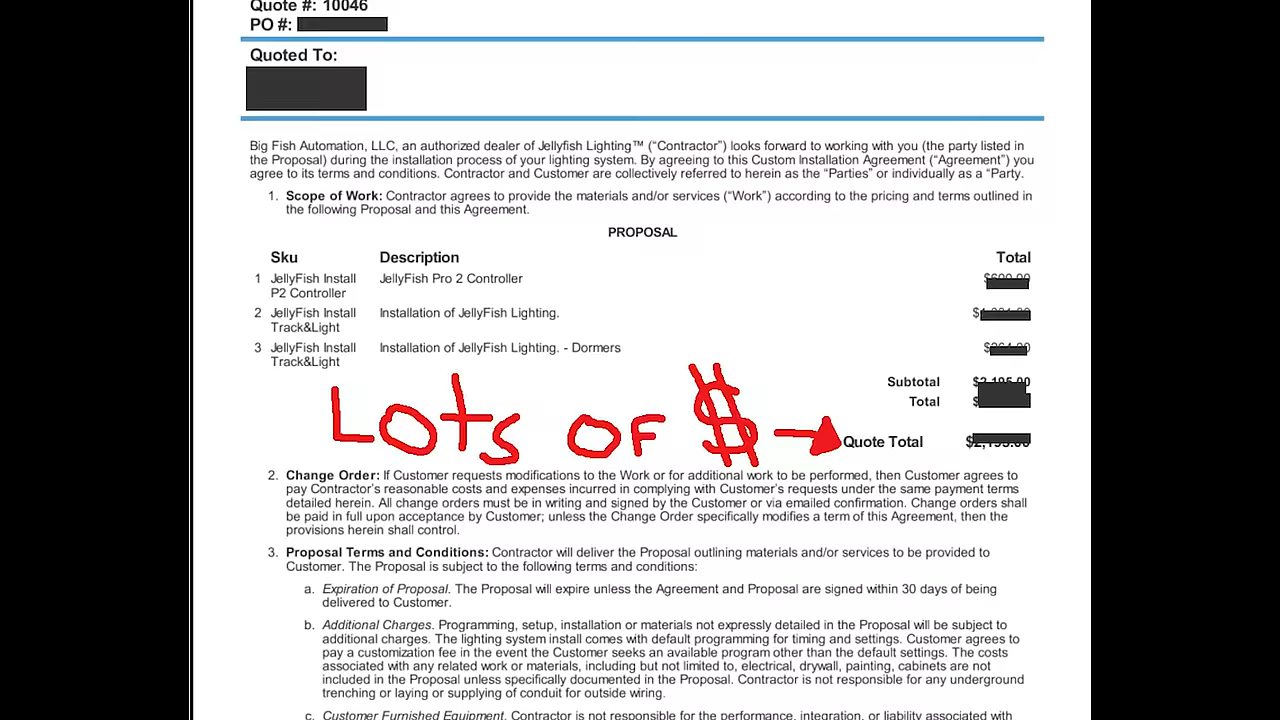 Quote #: 10046
PO #:
Quoted To:
Big Fish Automation, LLC, an authorized dealer of Jellyfish Lighting™ (“Contractor”) looks forward to working with you (the party listed in
the Proposal) during the installation process of your lighting system. By agreeing to this Custom Installation Agreement (“Agreement”) you
agree to its terms and conditions. Contractor and Customer are collectively referred to herein as the “Parties” or individually as a “Party.
1. Scope of Work: Contractor agrees to provide the materials and/or services (“Work”) according to the pricing and terms outlined in
the following Proposal and this Agreement.
PROPOSAL
Sku Description Total
1 JellyFish Install JellyFish Pro 2 Controller
P2 Controller
2 JellyFish Install Installation of JellyFish Lighting. $
Track&Light
3 JellyFish Install Installation of JellyFish Lighting. - Dormers
Track&Light
Subtotal
Total $
LOTS OF $ → Quote Total
2. Change Order: If Customer requests modifications to the Work or for additional work to be performed, then Customer agrees to
pay Contractor’s reasonable costs and expenses incurred in complying with Customer’s requests under the same payment terms
detailed herein. All change orders must be in writing and signed by the Customer or via emailed confirmation. Change orders shall
be paid in full upon acceptance by Customer; unless the Change Order specifically modifies a term of this Agreement, then the
provisions herein shall control.
3. Proposal Terms and Conditions: Contractor will deliver the Proposal outlining materials and/or services to be provided to
Customer. The Proposal is subject to the following terms and conditions:
a. Expiration of Proposal. The Proposal will expire unless the Agreement and Proposal are signed within 30 days of being
delivered to Customer.
b. Additional Charges. Programming, setup, installation or materials not expressly detailed in the Proposal will be subject to
additional charges. The lighting system install comes with default programming for timing and settings. Customer agrees to
pay a customization fee in the event the Customer seeks an available program other than the default settings. The costs
associated with any related work or materials, including but not limited to, electrical, drywall, painting, cabinets are not
included in the Proposal unless specifically documented in the Proposal. Contractor is not responsible for any underground
trenching or laying or supplying of conduit for outside wiring.
c. Customer Furnished Equipment. Contractor is not responsible for the performance, integration, or liability associated with